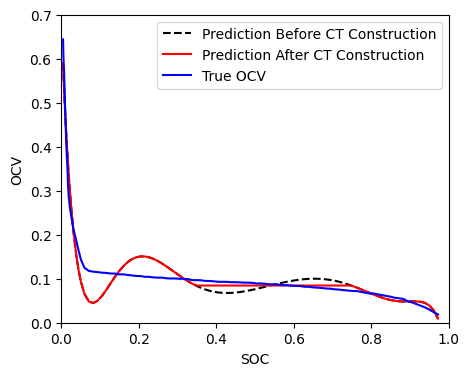 0.7
0.6
0.5
0.4
0.3
0.2
0.1
0.0
OCV
Prediction Before CT Construction
Prediction After CT Construction
True OCV
0.0 0.2 0.4 0.6 0.8 1.0
SOC